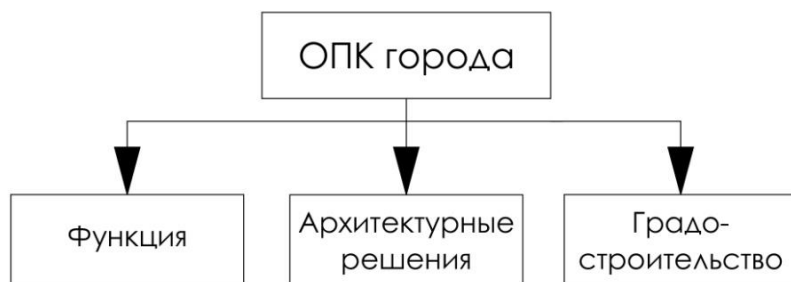 ОПК города
Функция
Архитектурные
решения
Градо-
строительство